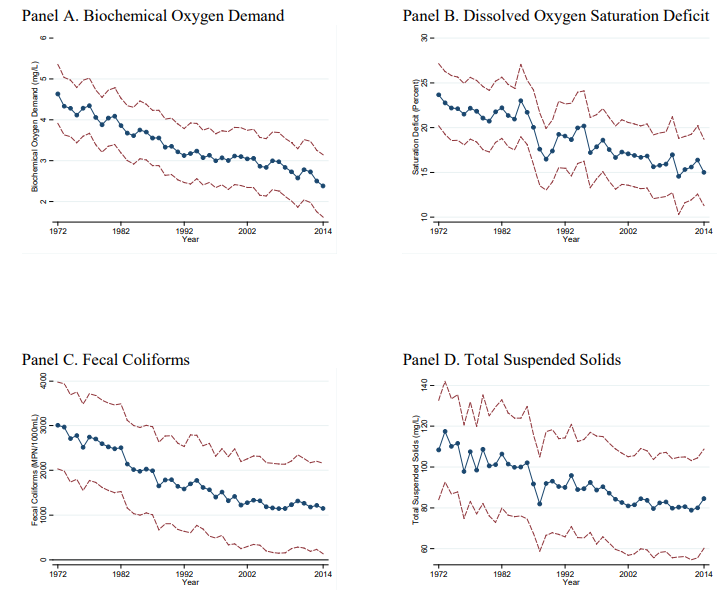 Panel A. Biochemical Oxygen Demand
Biochemical Oxygen Demand (mg/L)
6
5
4
3
2
1972 1982 1992 2002 2014
Year
Panel B. Dissolved Oxygen Saturation Deficit
Saturation Deficit (Percent)
30
25
20
15
10
1972 1982 1992 2002 2014
Year
Panel C. Fecal Coliforms
Fecal Coliforms (MPN/1000mL)
4000
3000
2000
1000
0
1972 1982 1992 2002 2014
Year
Panel D. Total Suspended Solids
Total Suspended Solids (mg/L)
140
120
100
80
60
1972 1982 1992 2002 2014
Year